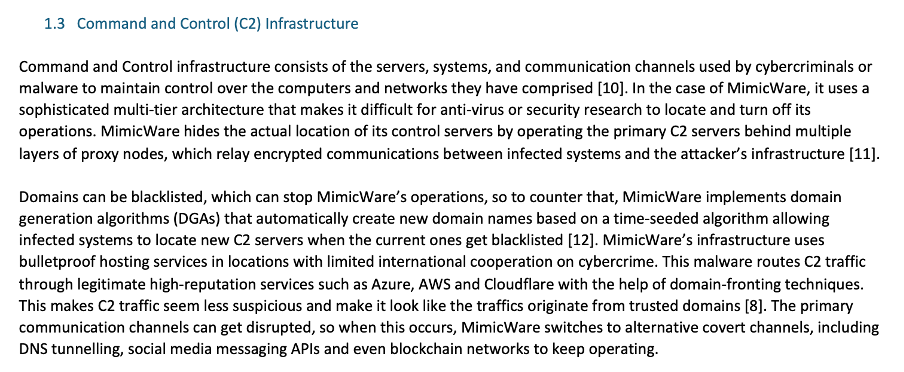 1.3 Command and Control (C2) Infrastructure
Command and Control infrastructure consists of the servers, systems, and communication channels used by cybercriminals or
malware to maintain control over the computers and networks they have comprised [10]. In the case of MimicWare, it uses a
sophisticated multi-tier architecture that makes it difficult for anti-virus or security research to locate and turn off its
operations. MimicWare hides the actual location of its control servers by operating the primary C2 servers behind multiple
layers of proxy nodes, which relay encrypted communications between infected systems and the attacker's infrastructure [11].
Domains can be blacklisted, which can stop MimicWare's operations, so to counter that, MimicWare implements domain
generation algorithms (DGAs) that automatically create new domain names based on a time-seeded algorithm allowing
infected systems to locate new C2 servers when the current ones get blacklisted [12]. MimicWare's infrastructure uses
bulletproof hosting services in locations with limited international cooperation on cybercrime. This malware routes C2 traffic
through legitimate high-reputation services such as Azure, AWS and Cloudflare with the help of domain-fronting techniques.
This makes C2 traffic seem less suspicious and make it look like the traffics originate from trusted domains [8]. The primary
communication channels can get disrupted, so when this occurs, MimicWare switches to alternative covert channels, including
DNS tunnelling, social media messaging APIs and even blockchain networks to keep operating.